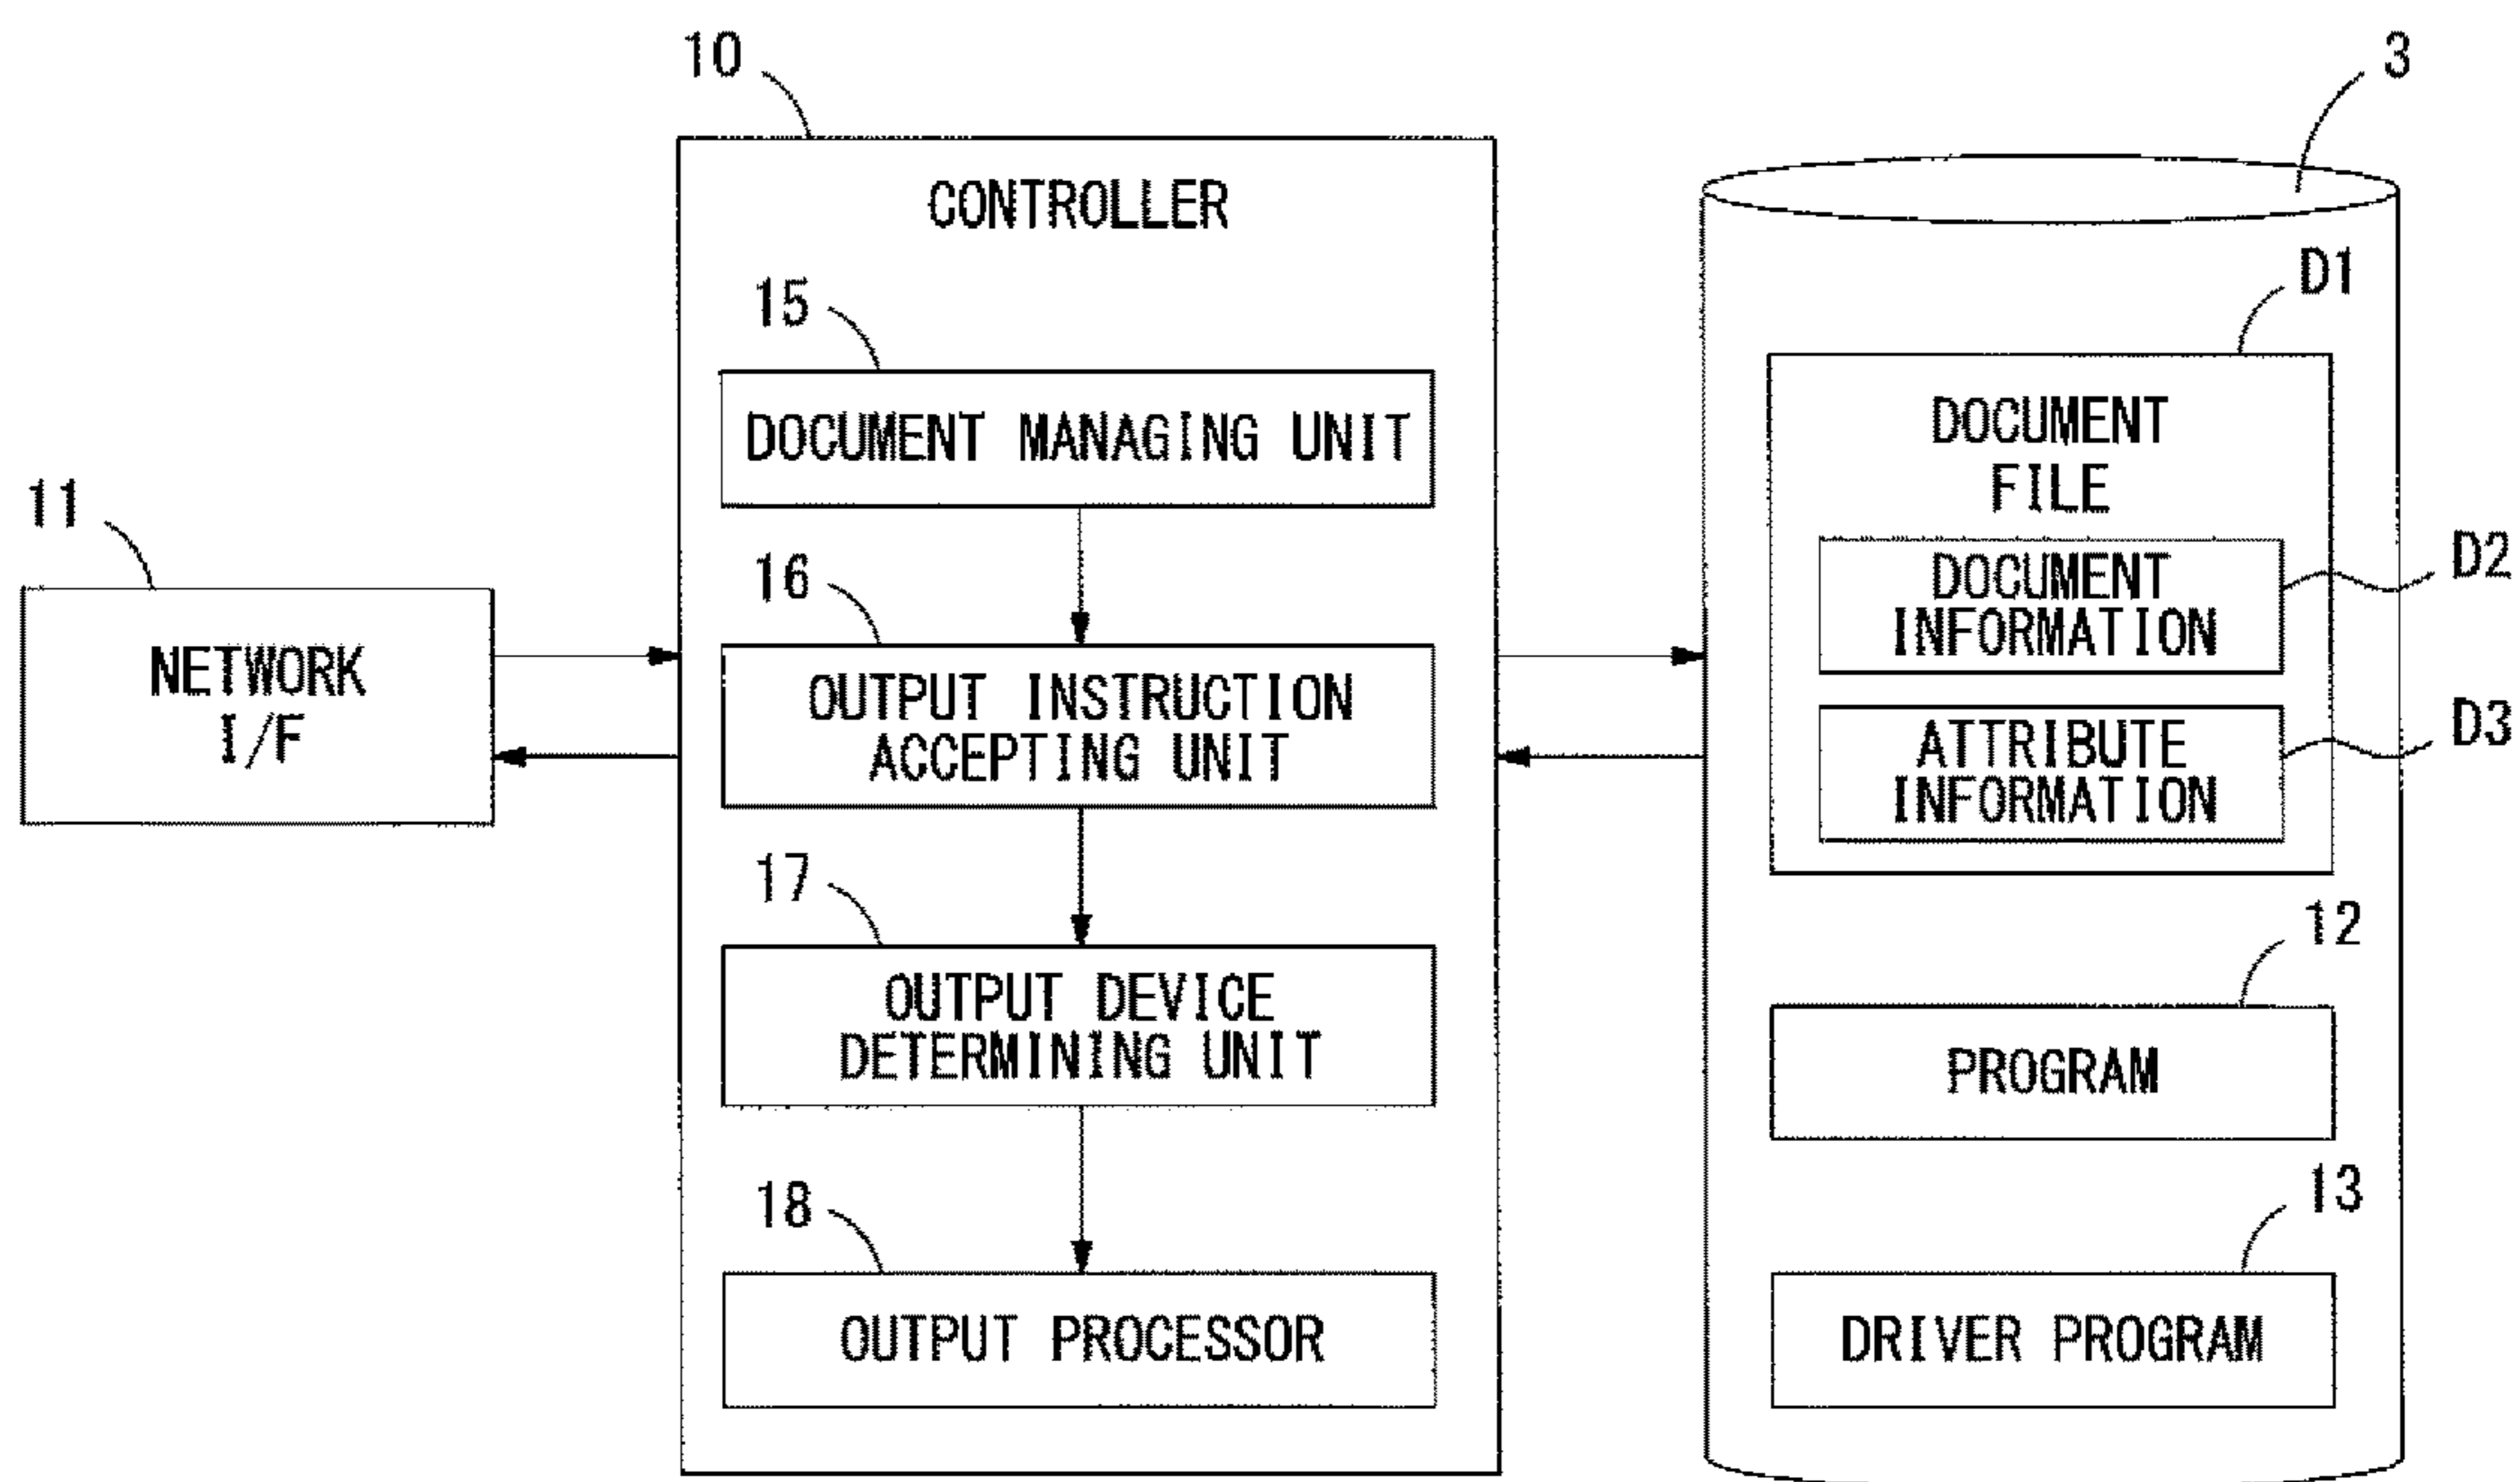 10
3
CONTROLLER
D1
15
DOCUMENT MANAGING UNIT
DOCUMENT
FILE
11
D2
16
DOCUMENT
INFORMATION
NETWORK
I/F
OUTPUT INSTRUCTION
ACCEPTING UNIT
D3
ATTRIBUTE
INFORMATION
17
12
OUTPUT DEVICE
DETERMINING UNIT
PROGRAM
18
13
OUTPUT PROCESSOR
DRIVER PROGRAM